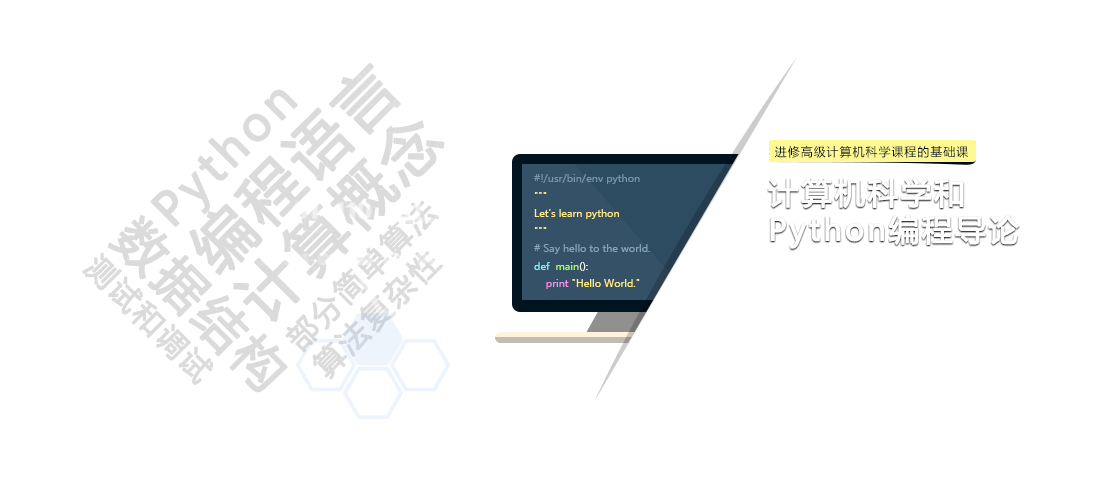 Python
编程语言
数据结构
计算概念
测试和调试
部分简单算法
算法复杂性
#!/usr/bin/env python
"""
Let's learn python
"""
# Say hello to the world.
def main():
print "Hello World."
进修高级计算机科学课程的基础课
计算机科学和
Python编程导论